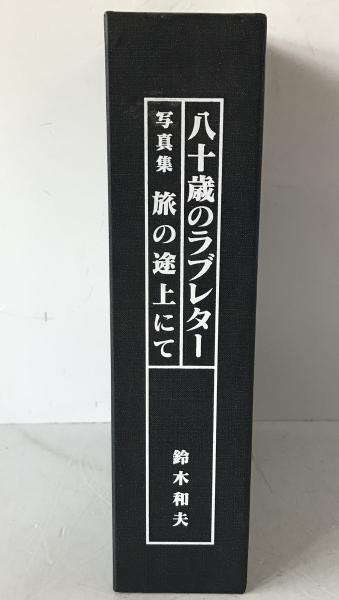 八十歳のラブレター
写真集 旅の途上にて
鈴木和夫